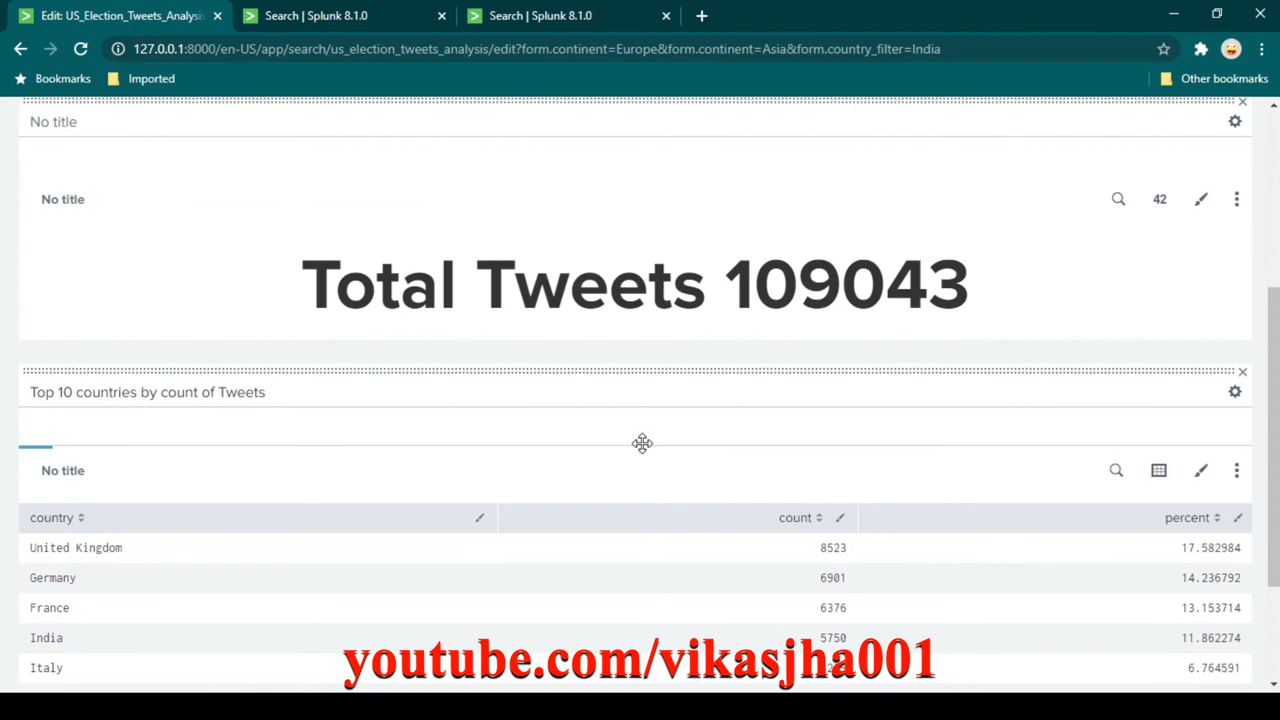 Edit: US_Election_Tweets_Analysis
Search | Splunk 8.1.0
Search | Splunk 8.1.0
127.0.0.1:8000/en-US/app/search/us_election_tweets_analysis/edit?form.continent=Europe&form.continent=Asia&form.country_filter=India
Bookmarks
Imported
Other bookmarks
No title
No title
42
Total Tweets 109043
Top 10 countries by count of Tweets
No title
country count percent
United Kingdom 8523 17.582984
Germany 6901 14.236792
France 6376 13.153714
India 5750 11.862274
Italy 6.764591
youtube.com/vikasjha001